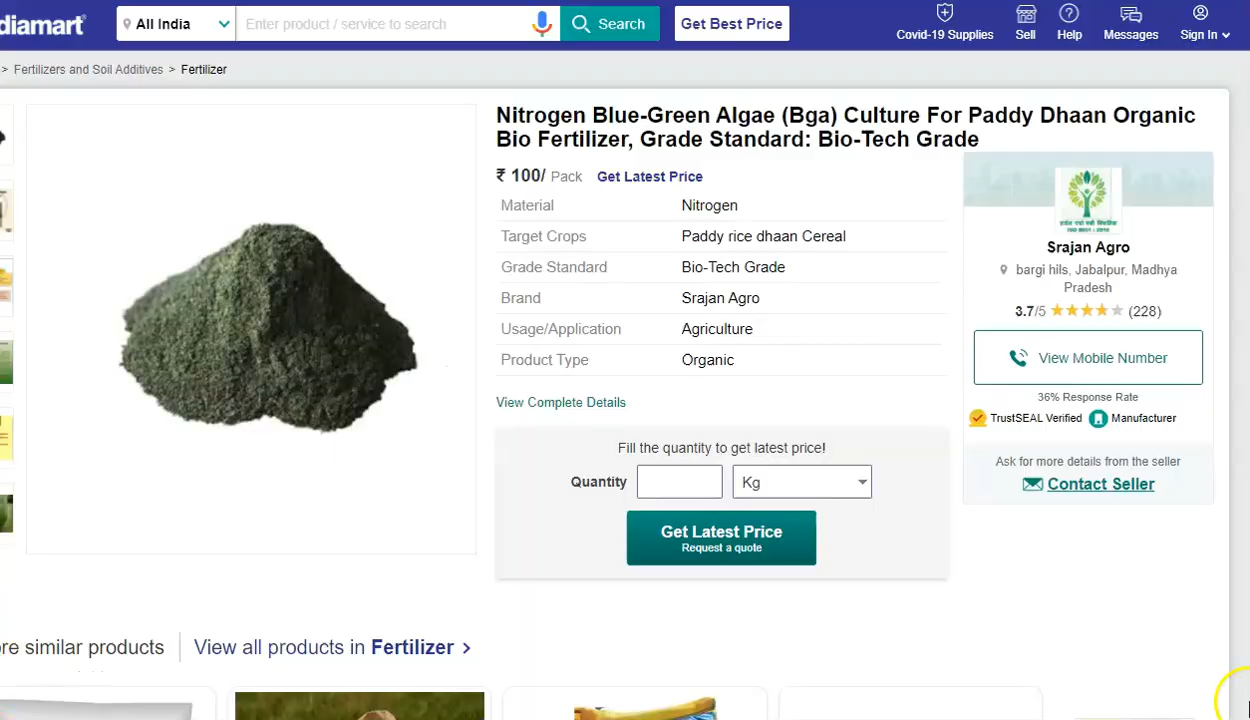 diamart
All India
Enter product / service to search
Search
Get Best Price
Covid-19 Supplies
Sell
Help
Messages
Sign In
> Fertilizers and Soil Additives > Fertilizer
Nitrogen Blue-Green Algae (Bga) Culture For Paddy Dhaan Organic
Bio Fertilizer, Grade Standard: Bio-Tech Grade
₹ 100/ Pack Get Latest Price
Material Nitrogen
Target Crops Paddy rice dhaan Cereal
Grade Standard Bio-Tech Grade
Brand Srajan Agro
Usage/Application Agriculture
Product Type Organic
View Complete Details
Fill the quantity to get latest price!
Quantity Kg
Get Latest Price
Request a quote
Srajan Agro
bargi hils, Jabalpur, Madhya
Pradesh
3.7/5 (228)
View Mobile Number
36% Response Rate
TrustSEAL Verified Manufacturer
Ask for more details from the seller
Contact Seller
re similar products View all products in Fertilizer >